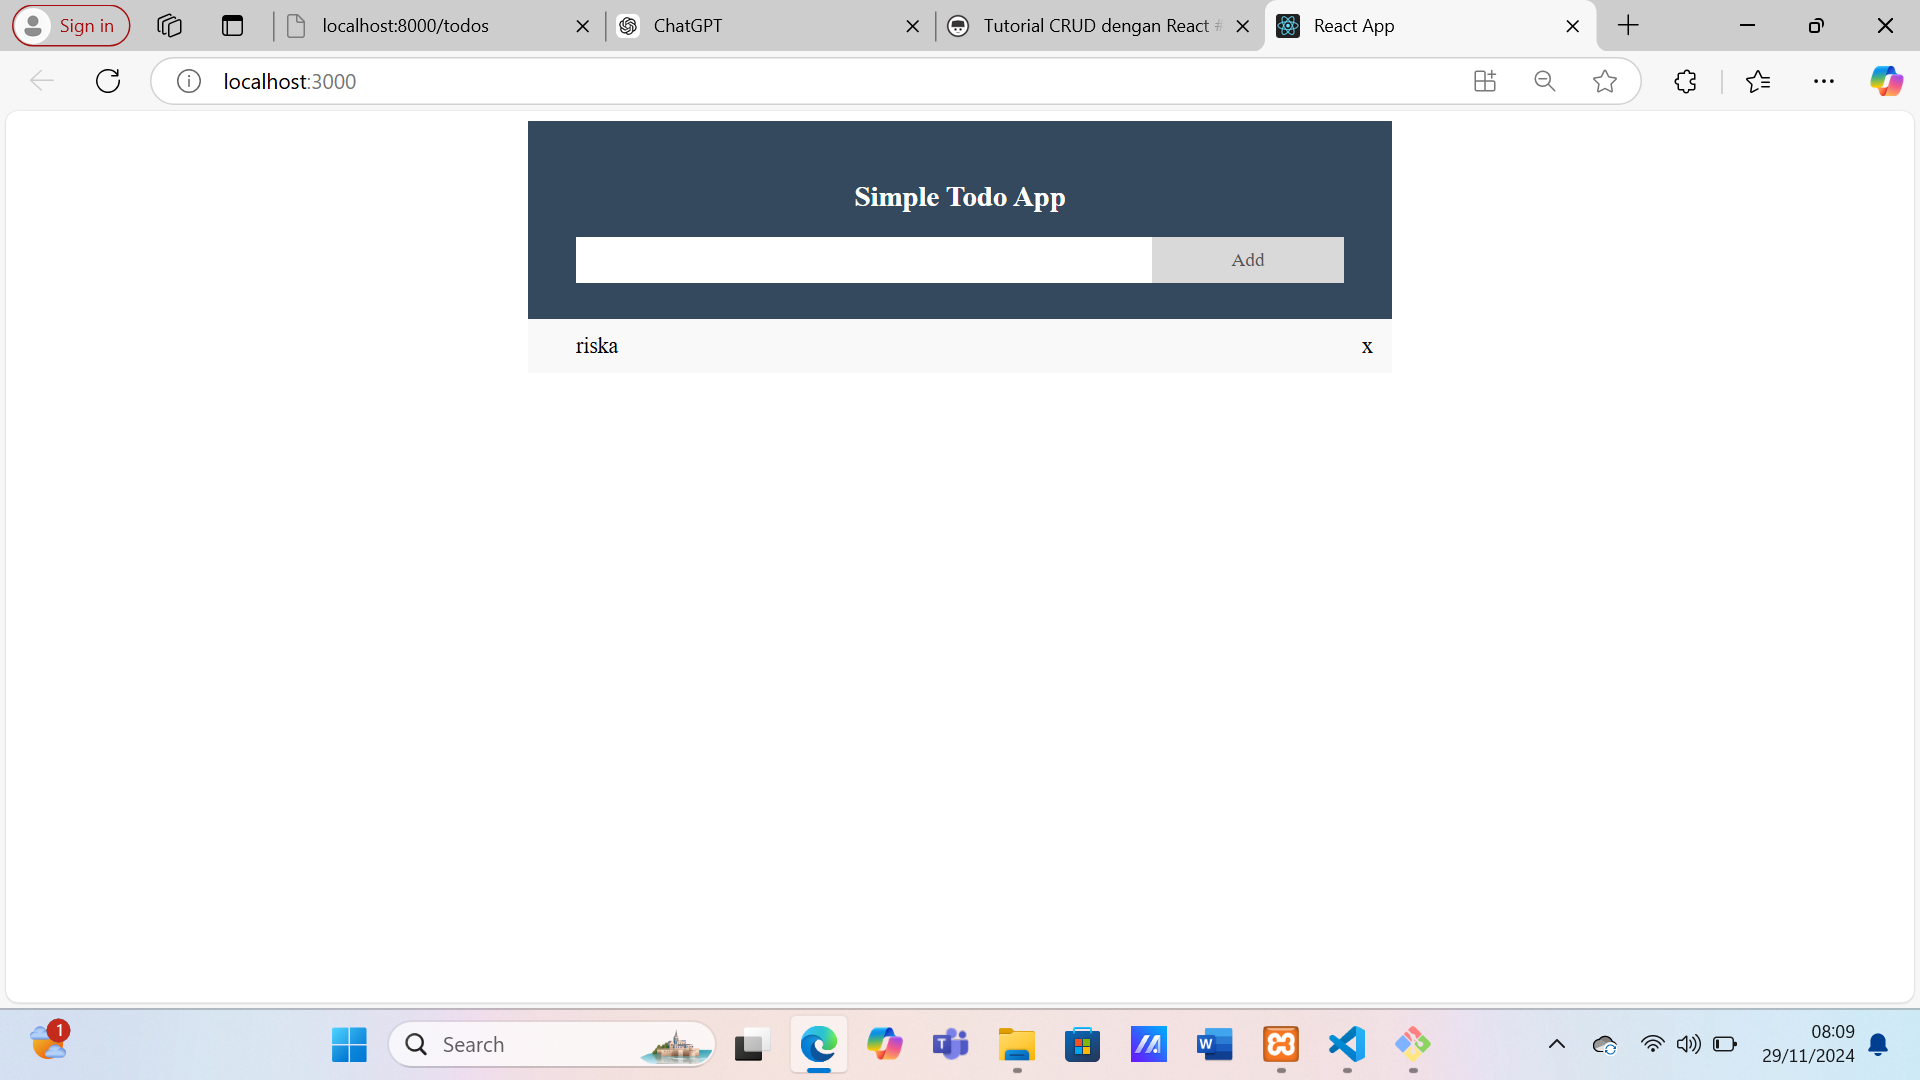 Sign in
localhost:8000/todos
ChatGPT
Tutorial CRUD dengan React #
React App
localhost:3000
Simple Todo App
Add
riska
x
1
Search
08:09
29/11/2024